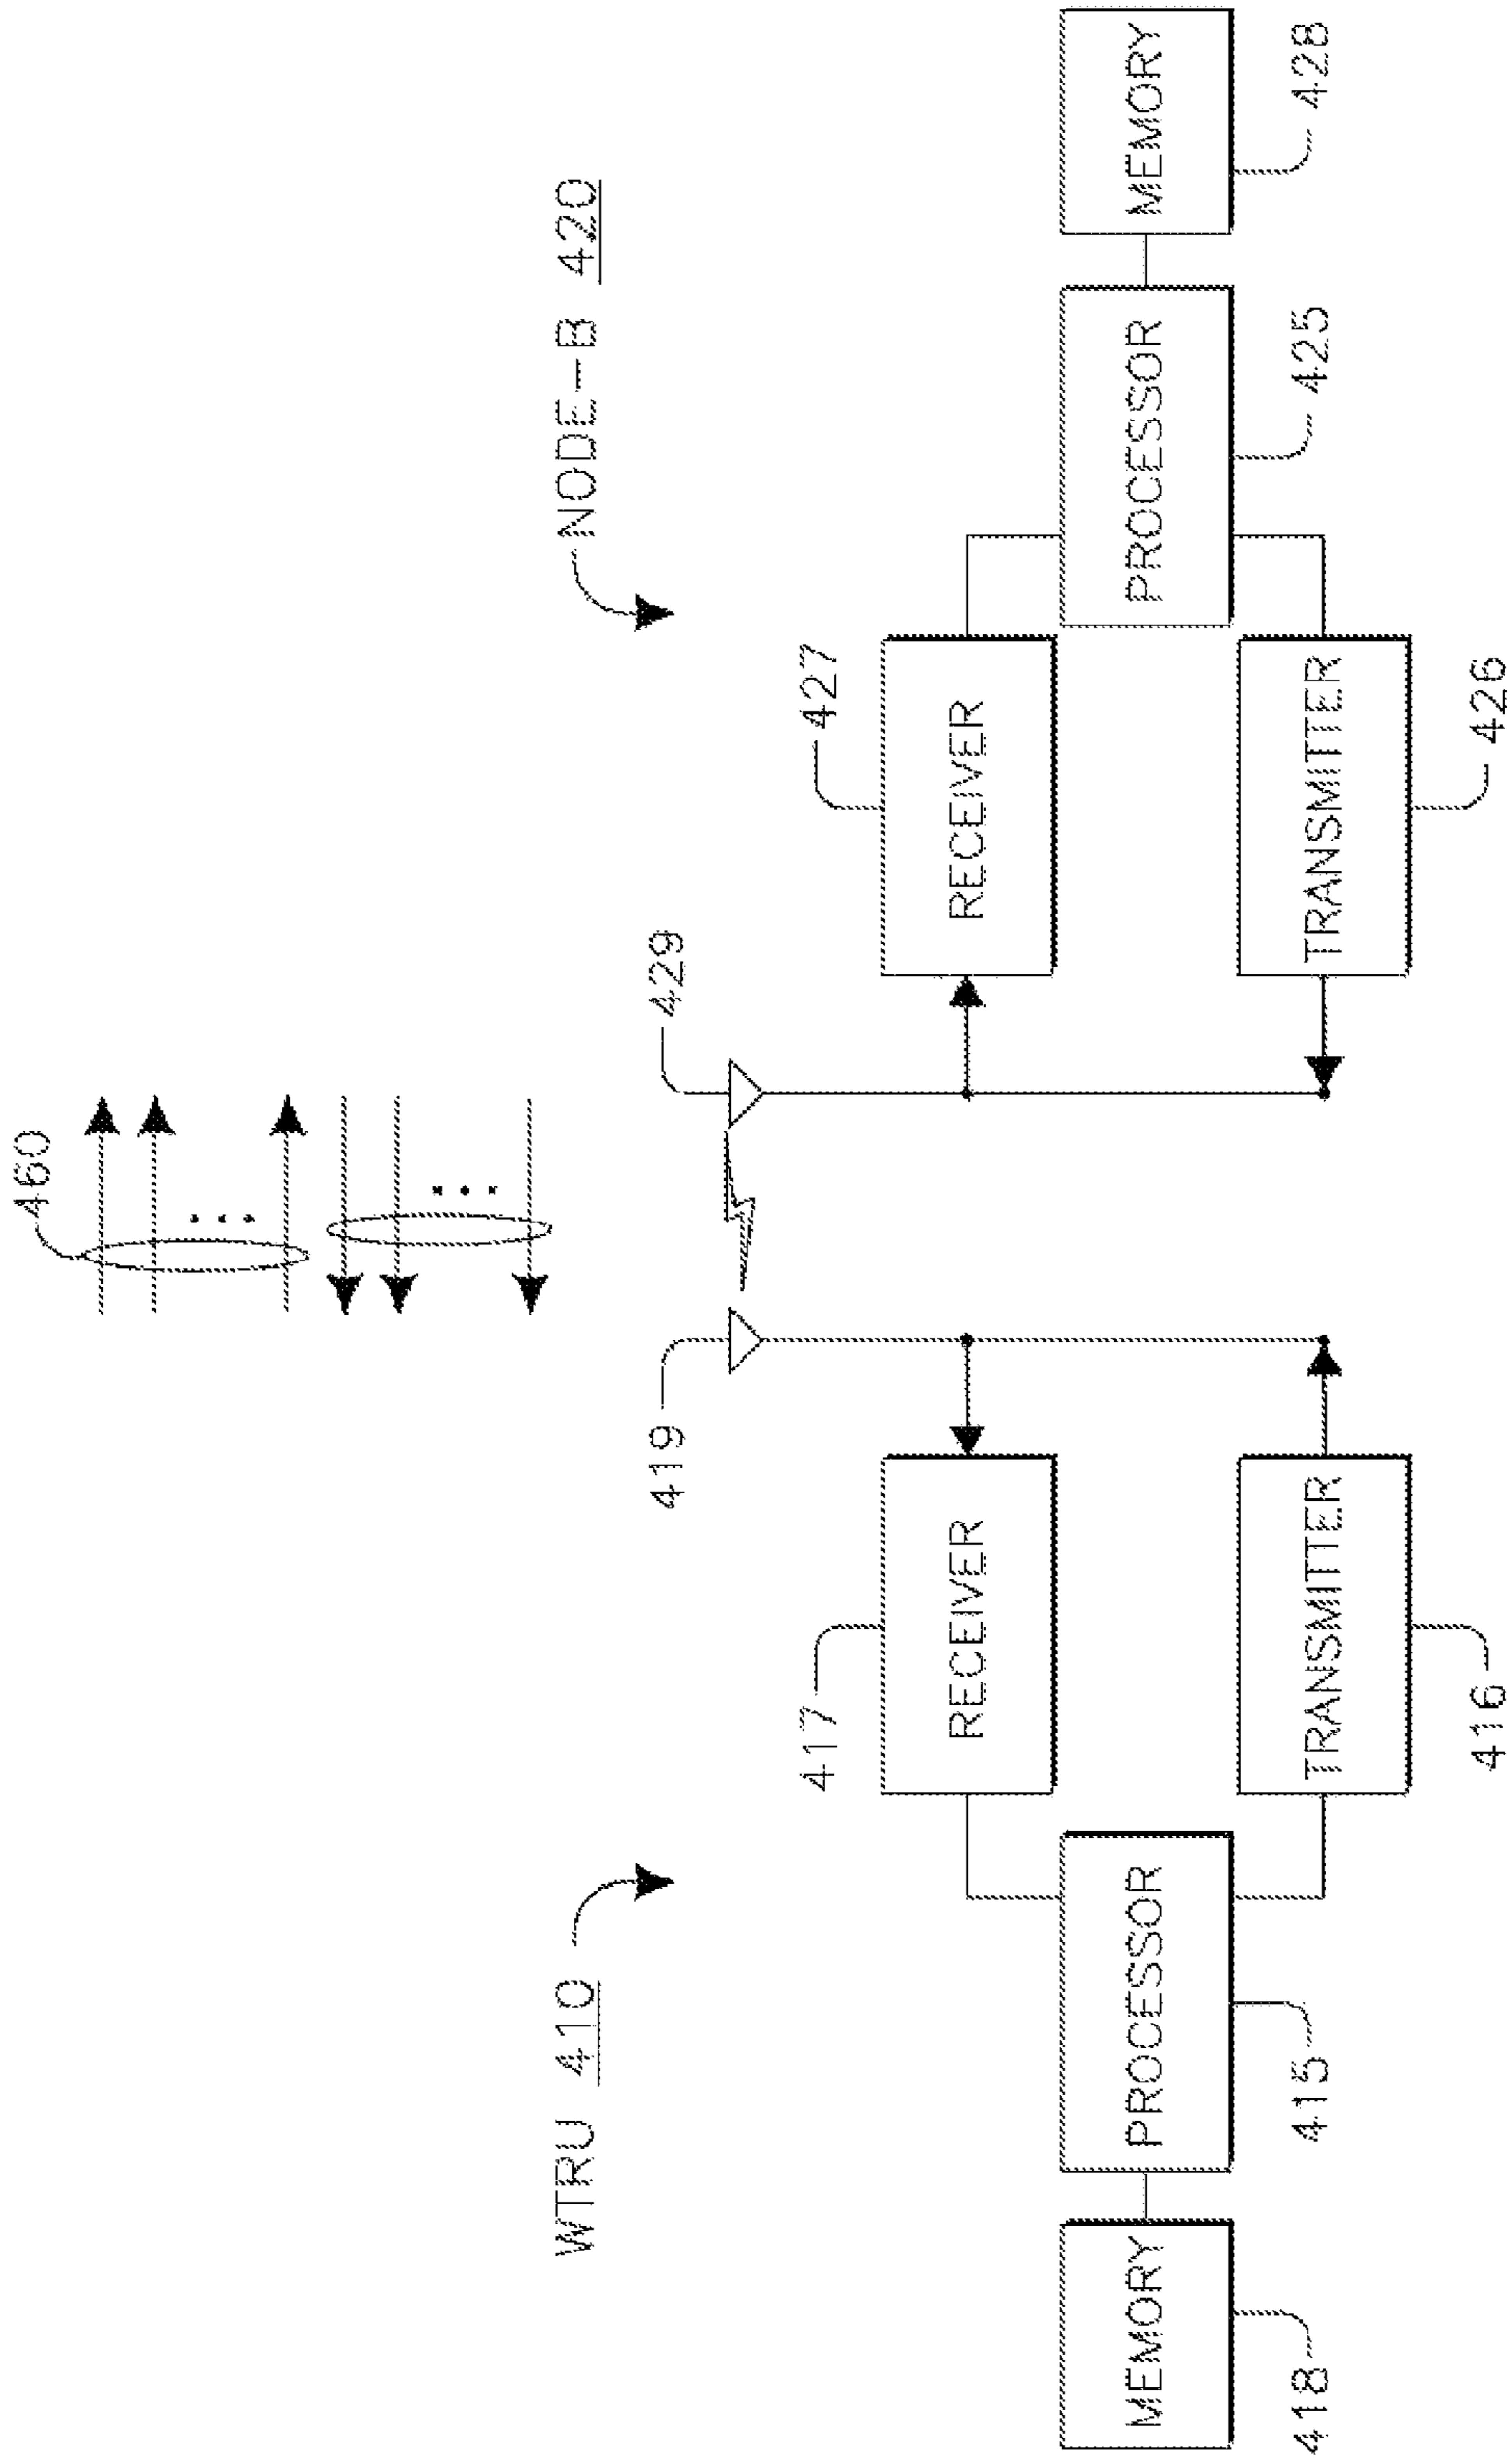 460
WTRU 410
NODE-B 420
419
429
417
427
RECEIVER
RECEIVER
MEMORY
PROCESSOR
PROCESSOR
MEMORY
418
415
425
428
TRANSMITTER
TRANSMITTER
416
426